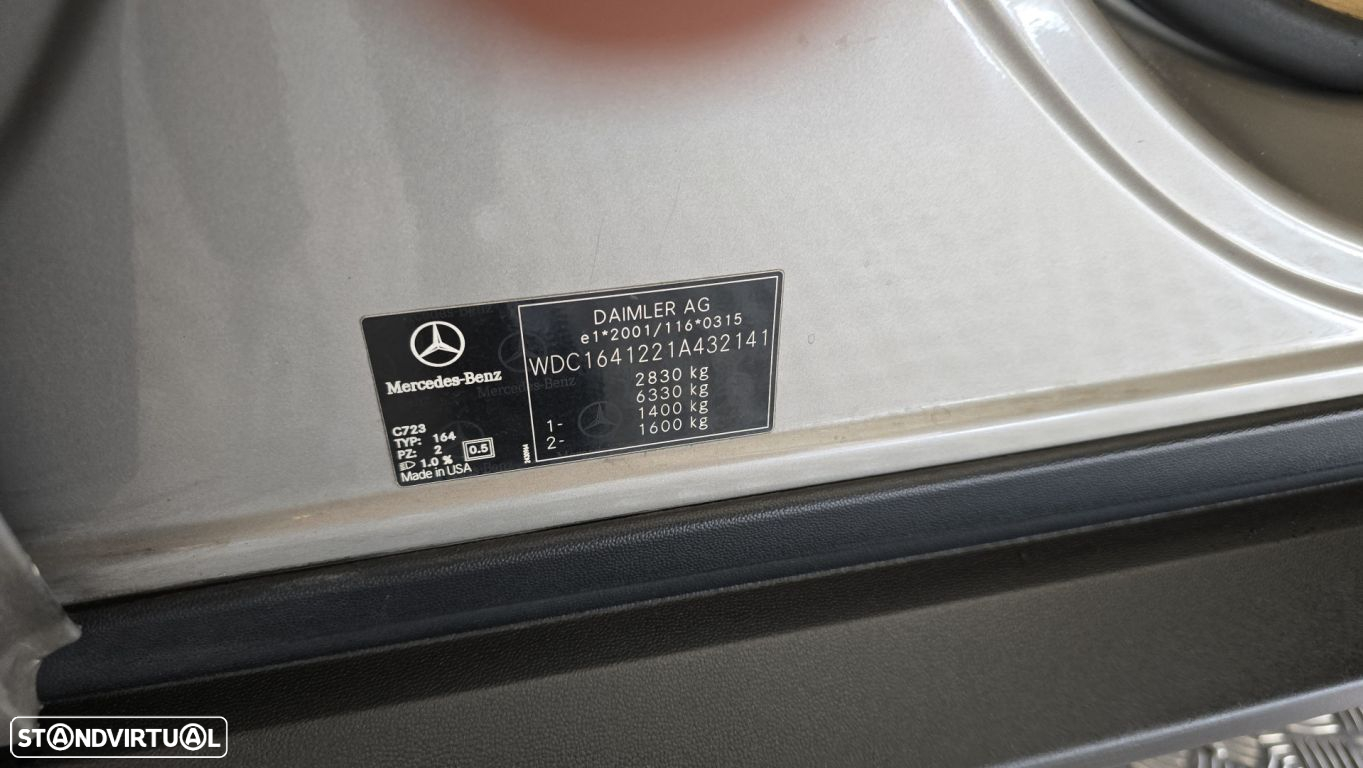 Mercedes-Benz
C723
TYP: 164
PZ: 2
1.0 % 0.5
Made in USA
DAIMLER AG
e1*2001/116*0315
WDC1641221A432141
2830 kg
6330 kg
1- 1400 kg
2- 1600 kg
STANDVIRTUAL